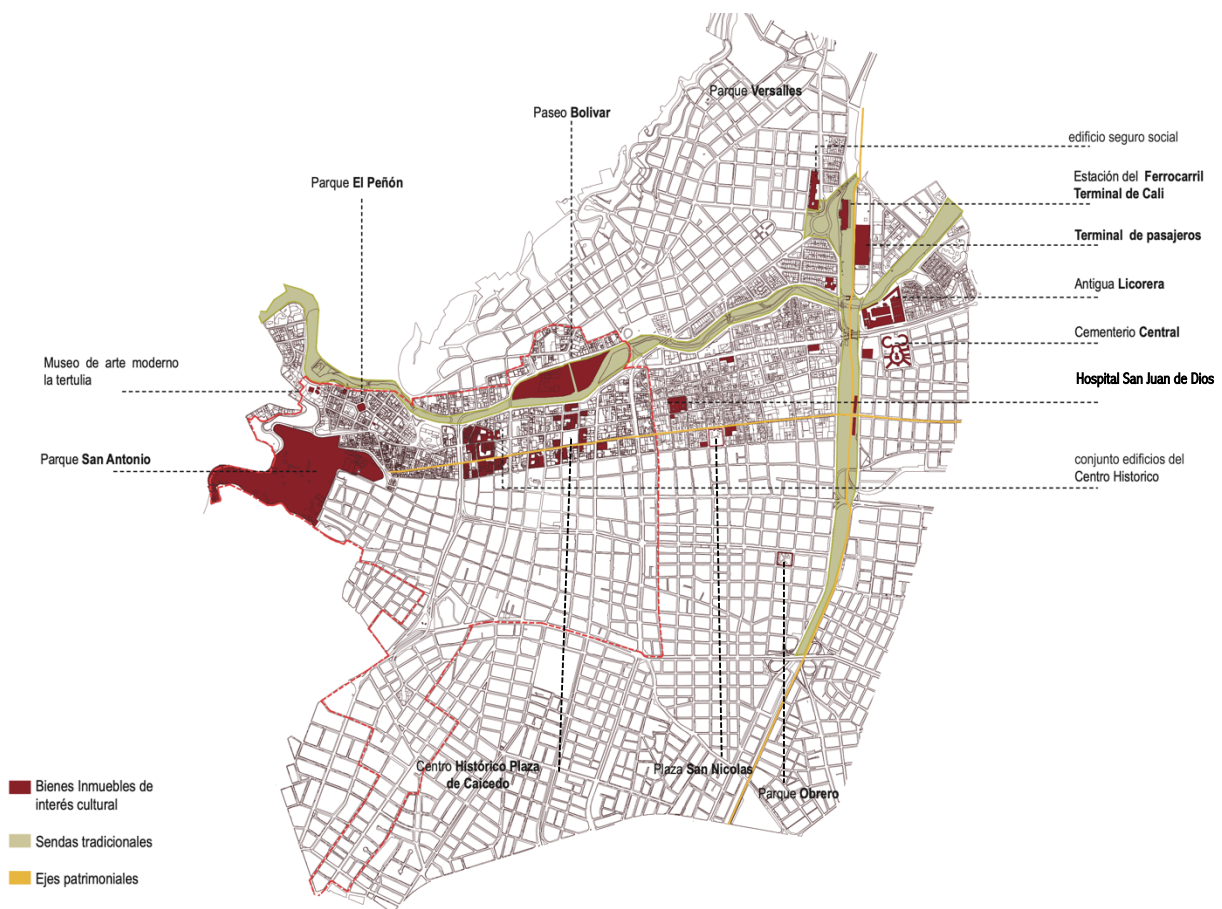 Parque Versalles
Paseo Bolivar
edificio seguro social
Parque El Peñón
Estación del Ferrocarril
Terminal de Cali
Terminal de pasajeros
Antigua Licorera
Cementerio Central
Museo de arte moderno
la tertulia
Hospital San Juan de Dios
Parque San Antonio
conjunto edificios del
Centro Historico
Centro Histórico Plaza
de Caicedo
Plaza San Nicolas
Parque Obrero
Bienes Inmuebles de
interés cultural
Sendas tradicionales
Ejes patrimoniales